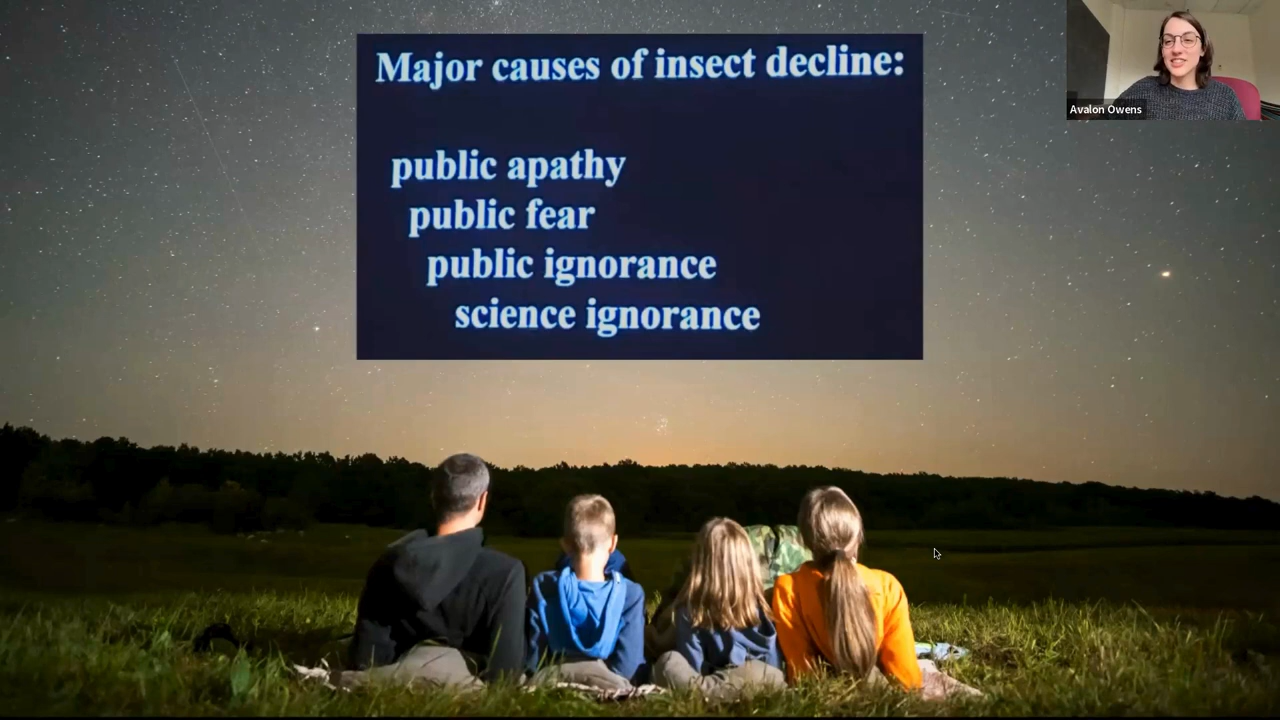 Major causes of insect decline:
public apathy
public fear
public ignorance
science ignorance
Avalon Owens